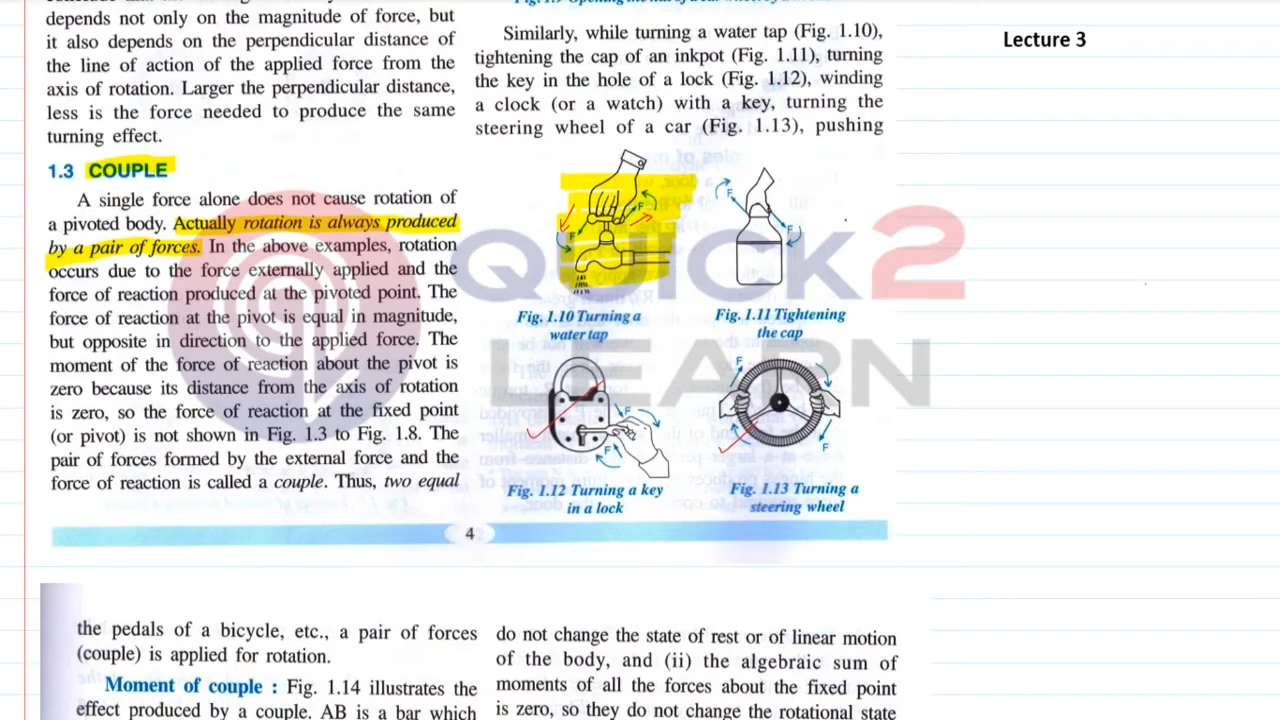 depends not only on the magnitude of force, but
it also depends on the perpendicular distance of
the line of action of the applied force from the
axis of rotation. Larger the perpendicular distance,
less is the force needed to produce the same
turning effect.
1.3 COUPLE
A single force alone does not cause rotation of
a pivoted body. Actually rotation is always produced
by a pair of forces. In the above examples, rotation
occurs due to the force externally applied and the
force of reaction produced at the pivoted point. The
force of reaction at the pivot is equal in magnitude,
but opposite in direction to the applied force. The
moment of the force of reaction about the pivot is
zero because its distance from the axis of rotation
is zero, so the force of reaction at the fixed point
(or pivot) is not shown in Fig. 1.3 to Fig. 1.8. The
pair of forces formed by the external force and the
force of reaction is called a couple. Thus, two equal
Similarly, while turning a water tap (Fig. 1.10),
tightening the cap of an inkpot (Fig. 1.11), turning
the key in the hole of a lock (Fig. 1.12), winding
a clock (or a watch) with a key, turning the
steering wheel of a car (Fig. 1.13), pushing
F
F
F
F
Fig. 1.10 Turning a
water tap
Fig. 1.11 Tightening
the cap
F
F
F
F
Fig. 1.12 Turning a key
in a lock
Fig. 1.13 Turning a
steering wheel
4
Lecture 3
QUICK2
LEARN
the pedals of a bicycle, etc., a pair of forces
(couple) is applied for rotation.
Moment of couple : Fig. 1.14 illustrates the
effect produced by a couple. AB is a bar which
do not change the state of rest or of linear motion
of the body, and (ii) the algebraic sum of
moments of all the forces about the fixed point
is zero, so they do not change the rotational state